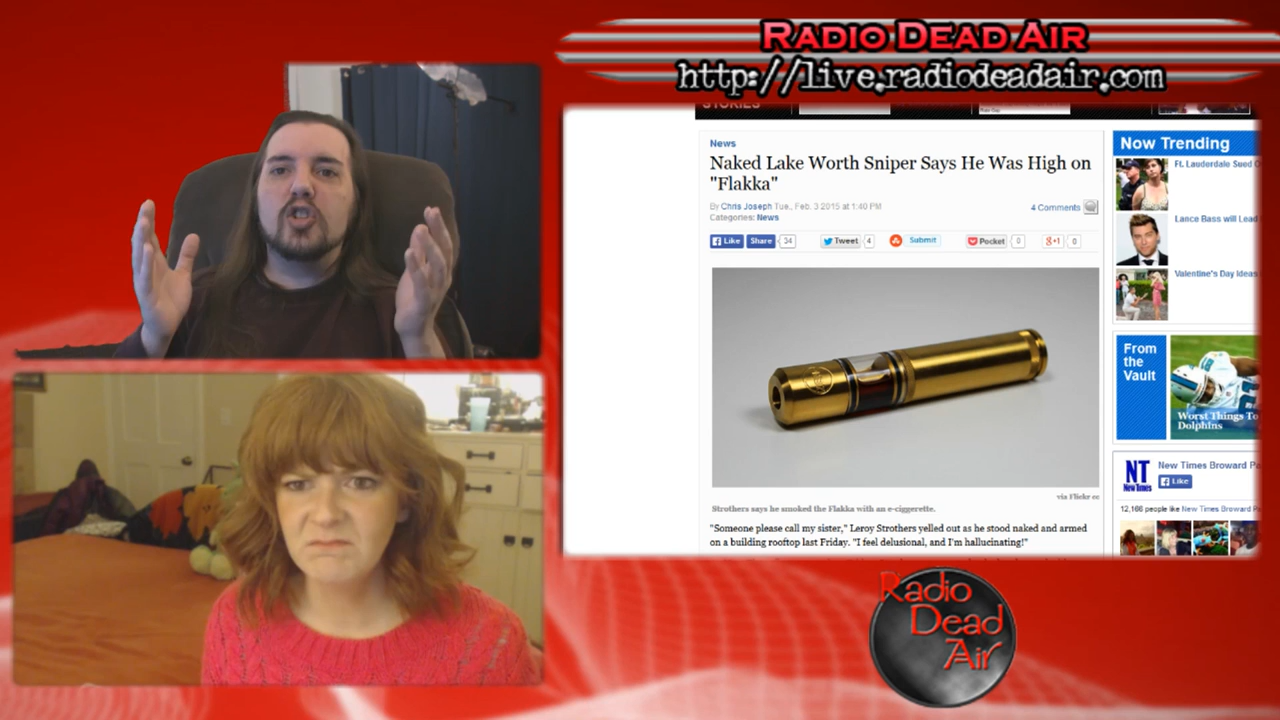 RADIO DEAD AIR
http://live.radiodeadair.com
STORIES
News
Naked Lake Worth Sniper Says He Was High on
"Flakka"
By Chris Joseph Tue., Feb. 3 2015 at 1:40 PM
4 Comments
Categories: News
Like Share 34 Tweet 4 Submit Pocket 0 +1 0
via Flickr cc
Strothers says he smoked the Flakka with an e-ciggerette.
"Someone please call my sister," Leroy Strothers yelled out as he stood naked and armed
on a building rooftop last Friday. "I feel delusional, and I'm hallucinating!"
Now Trending
Ft. Lauderdale Sued
Lance Bass will Lead
Valentine's Day Ideas
From
the
Vault
Worst Things To
Dolphins
NT
New Times
New Times Broward
Like
12,166 people like New Times Broward
Radio
Dead
Air